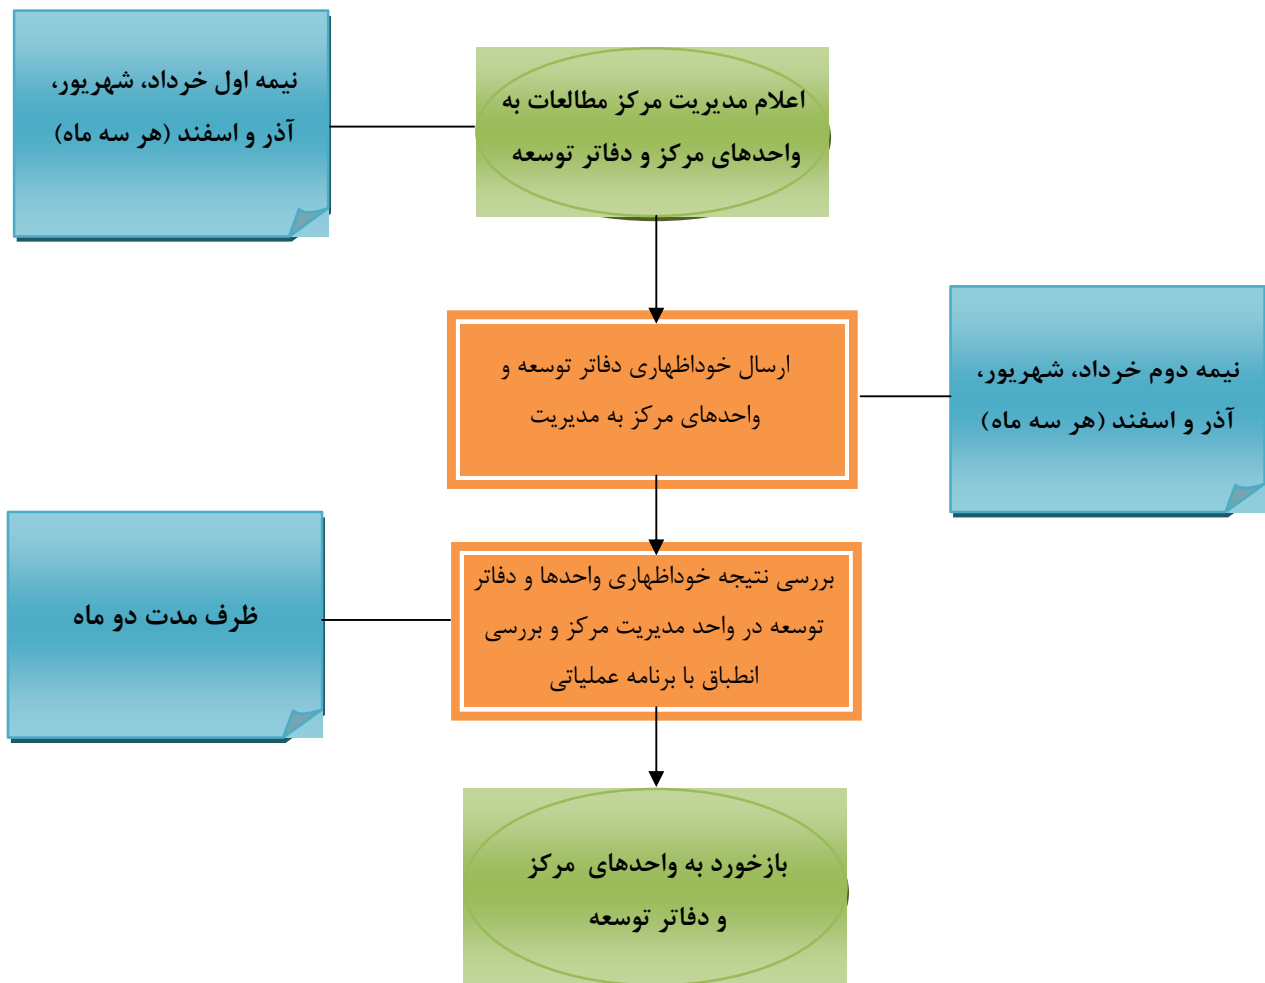 نیمه اول خرداد، شهریور،
آذر و اسفند (هر سه ماه)
اعلام مدیریت مرکز مطالعات به
واحدهای مرکز و دفاتر توسعه
ارسال خوداظهاری دفاتر توسعه و
واحدهای مرکز به مدیریت
نیمه دوم خرداد، شهریور،
آذر و اسفند (هر سه ماه)
بررسی نتیجه خوداظهاری واحدها و دفاتر
توسعه در واحد مدیریت مرکز و بررسی
انطباق با برنامه عملیاتی
ظرف مدت دو ماه
بازخورد به واحدهای مرکز
و دفاتر توسعه